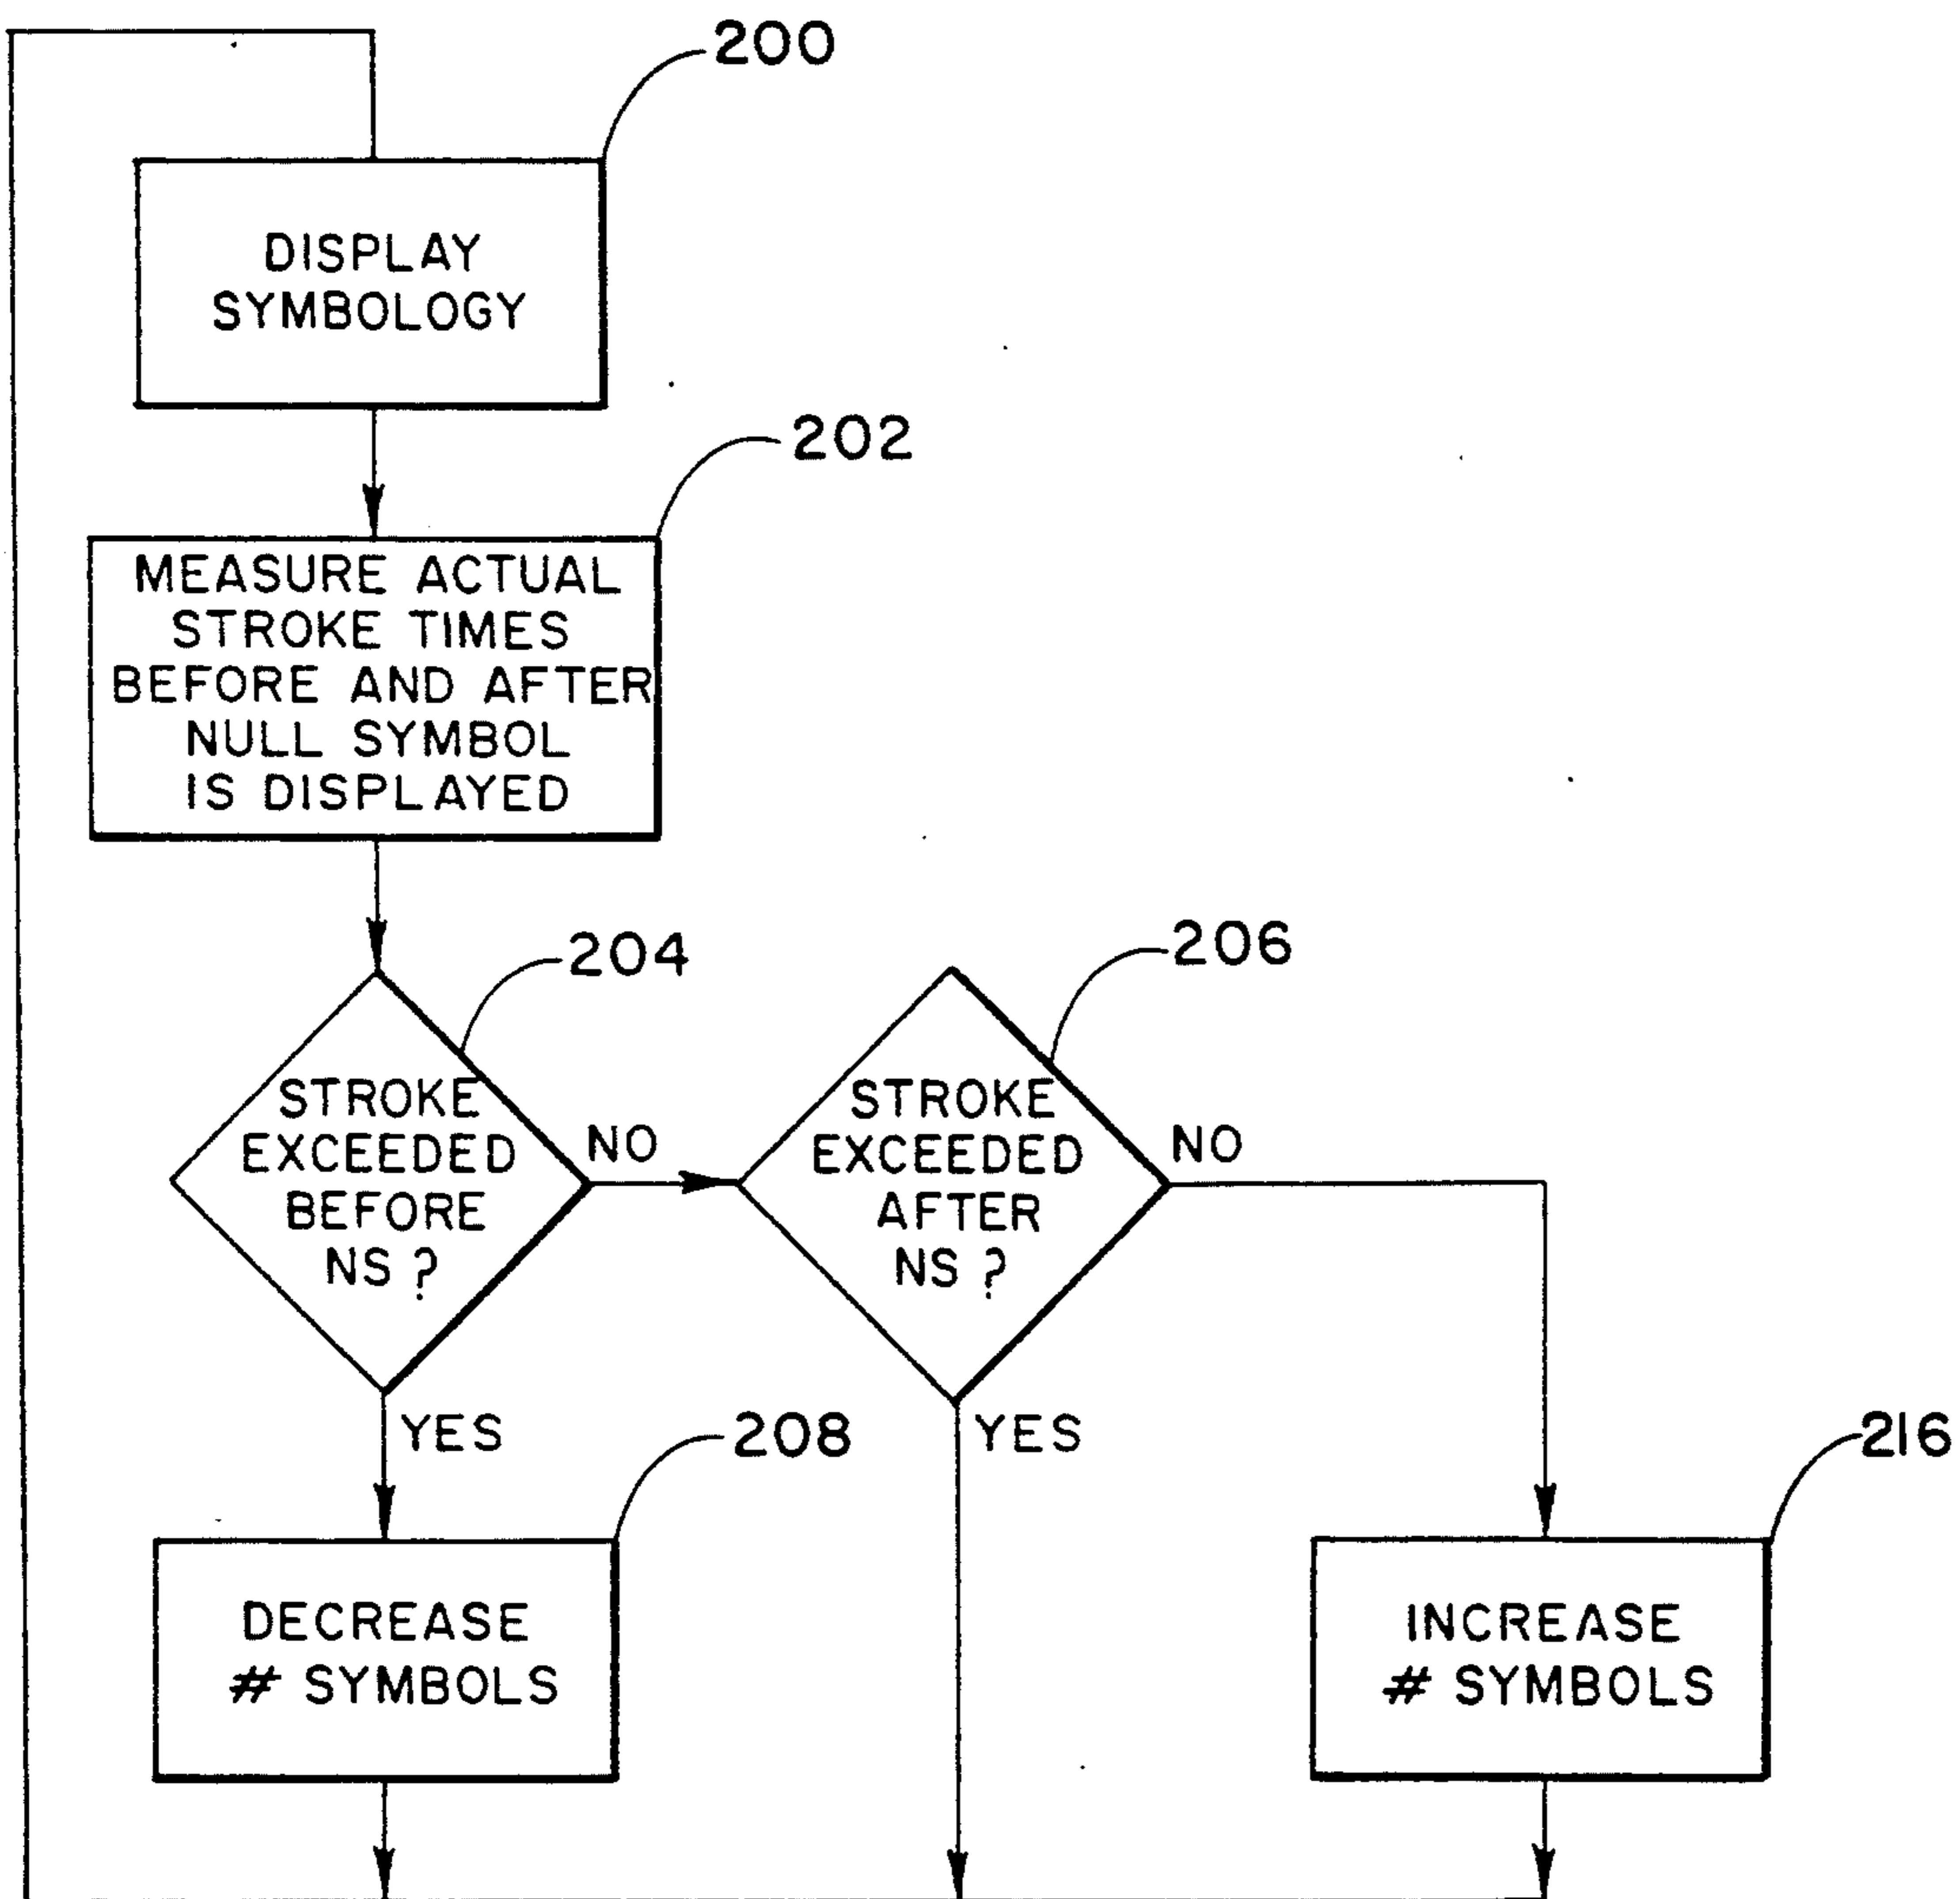 200
DISPLAY
SYMBOLOGY
202
MEASURE ACTUAL
STROKE TIMES
BEFORE AND AFTER
NULL SYMBOL
IS DISPLAYED
204
STROKE
EXCEEDED
BEFORE
NS ?
NO
206
STROKE
EXCEEDED
AFTER
NS ?
NO
YES
208
YES
216
DECREASE
# SYMBOLS
INCREASE
# SYMBOLS